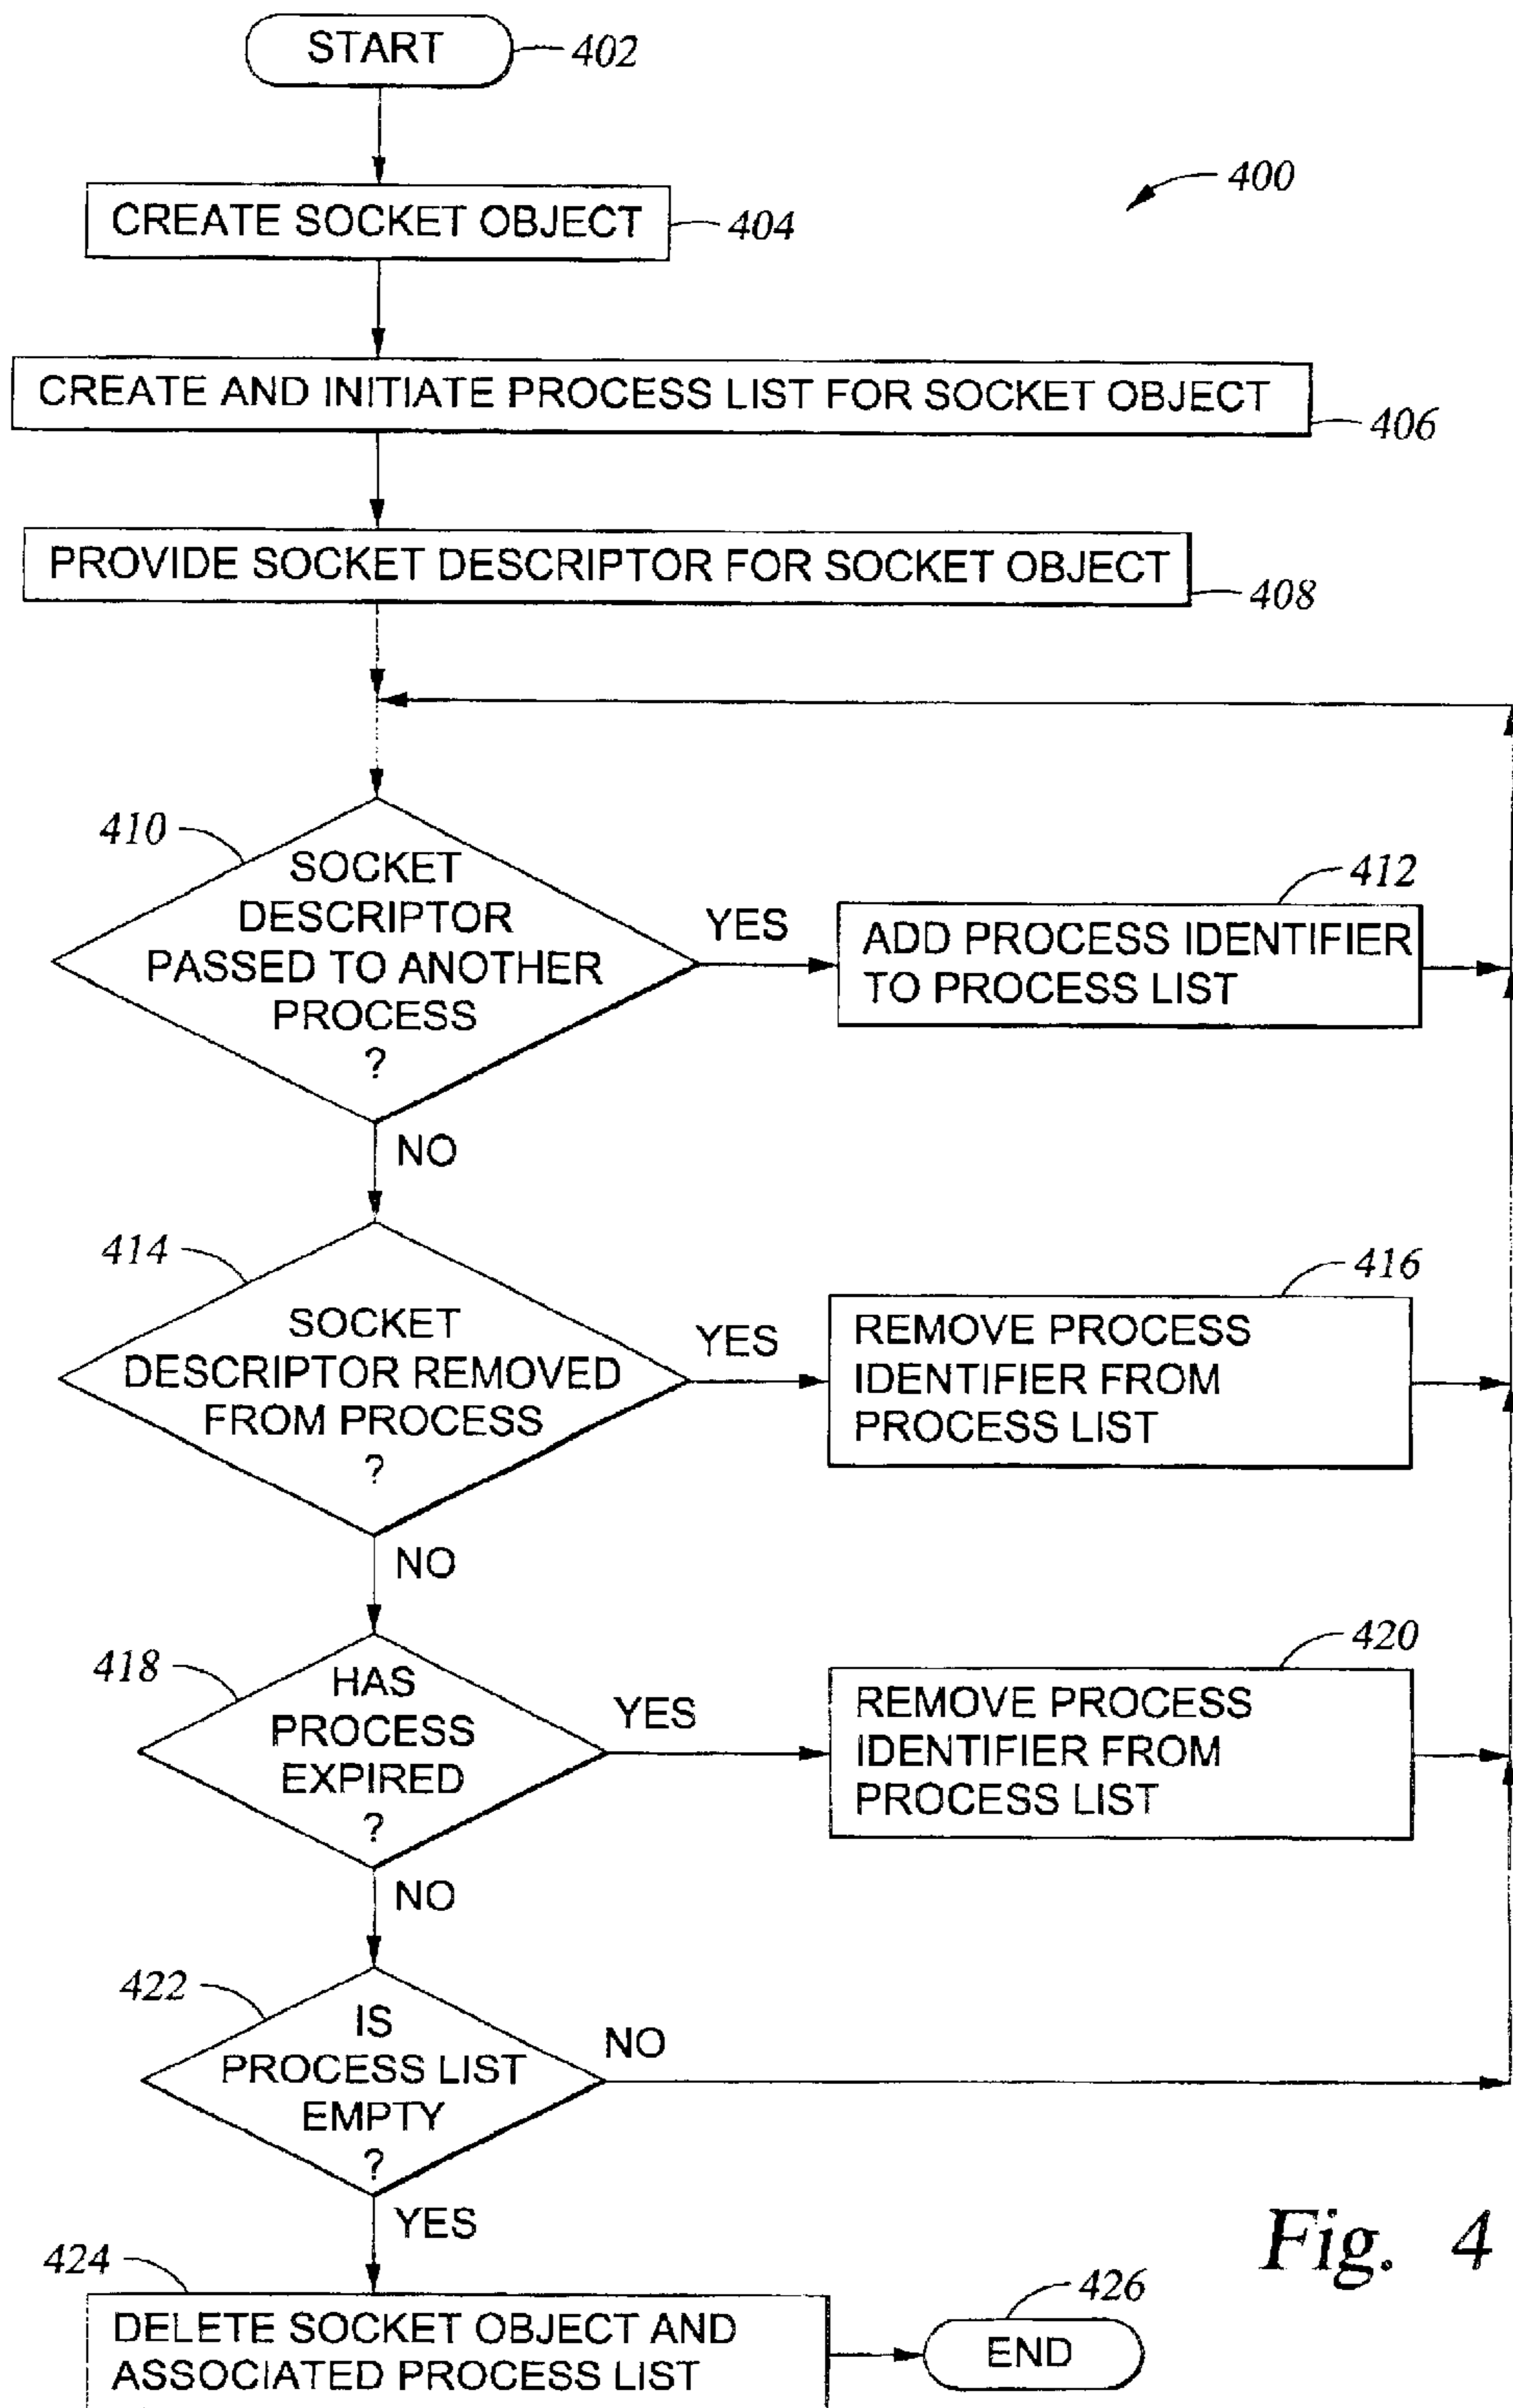 START
402
400
CREATE SOCKET OBJECT
404
CREATE AND INITIATE PROCESS LIST FOR SOCKET OBJECT
406
PROVIDE SOCKET DESCRIPTOR FOR SOCKET OBJECT
408
410
SOCKET
DESCRIPTOR
PASSED TO ANOTHER
PROCESS
?
YES
412
ADD PROCESS IDENTIFIER
TO PROCESS LIST
NO
414
SOCKET
DESCRIPTOR REMOVED
FROM PROCESS
?
YES
416
REMOVE PROCESS
IDENTIFIER FROM
PROCESS LIST
NO
418
HAS
PROCESS
EXPIRED
?
YES
420
REMOVE PROCESS
IDENTIFIER FROM
PROCESS LIST
NO
422
IS
PROCESS LIST
EMPTY
?
NO
YES
424
DELETE SOCKET OBJECT AND
ASSOCIATED PROCESS LIST
426
END
Fig. 4